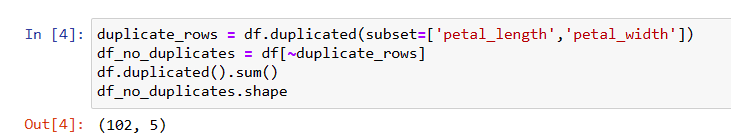 In [4]: duplicate_rows = df.duplicated(subset=['petal_length','petal_width'])
df_no_duplicates = df[~duplicate_rows]
df.duplicated().sum()
df_no_duplicates.shape
Out[4]: (102, 5)